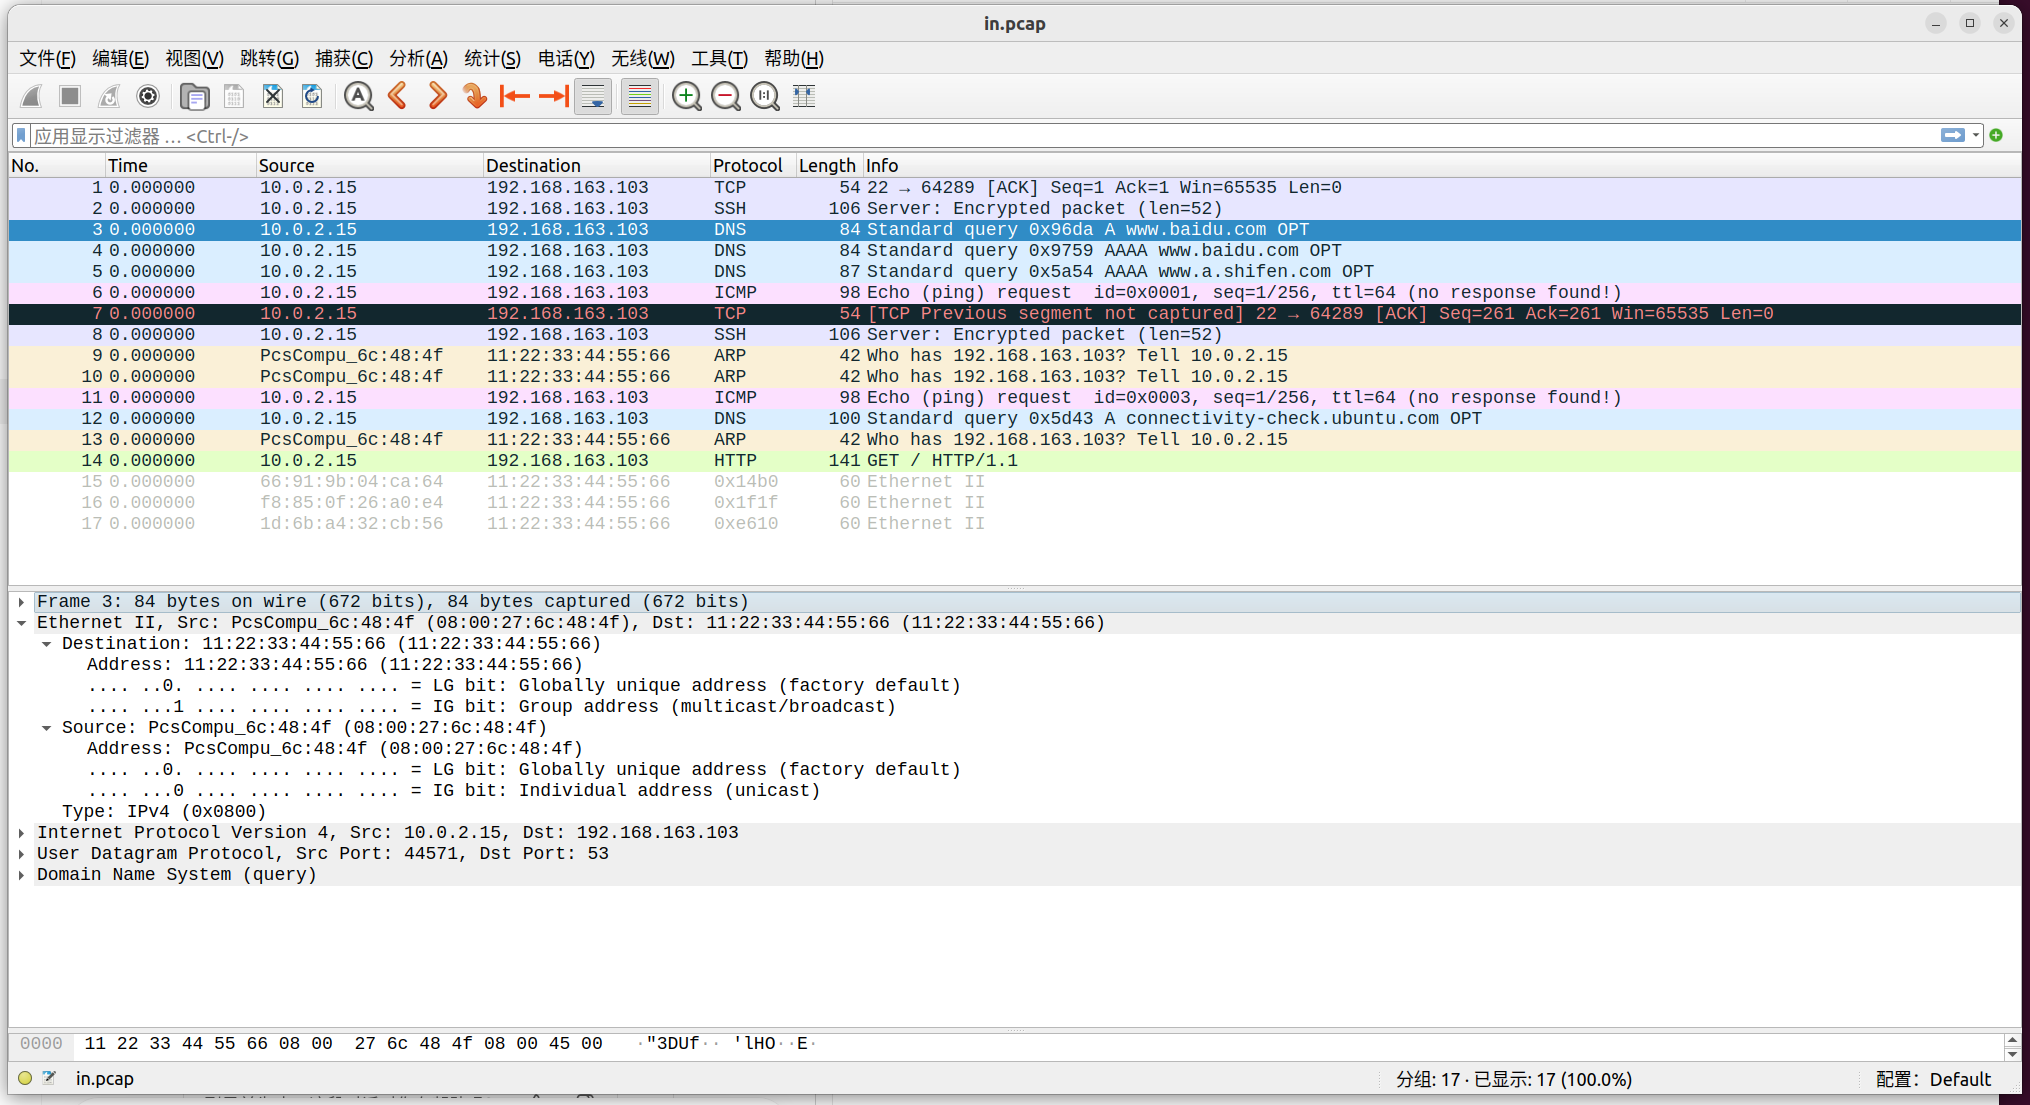 in.pcap
文件(F) 编辑(E) 视图(V) 跳转(G) 捕获(C) 分析(A) 统计(S) 电话(Y) 无线(W) 工具(T) 帮助(H)
应用显示过滤器 … <Ctrl-/>
No. Time Source Destination Protocol Length Info
1 0.000000 10.0.2.15 192.168.163.103 TCP 54 22 → 64289 [ACK] Seq=1 Ack=1 Win=65535 Len=0
2 0.000000 10.0.2.15 192.168.163.103 SSH 106 Server: Encrypted packet (len=52)
3 0.000000 10.0.2.15 192.168.163.103 DNS 84 Standard query 0x96da A www.baidu.com OPT
4 0.000000 10.0.2.15 192.168.163.103 DNS 84 Standard query 0x9759 AAAA www.baidu.com OPT
5 0.000000 10.0.2.15 192.168.163.103 DNS 87 Standard query 0x5a54 AAAA www.a.shifen.com OPT
6 0.000000 10.0.2.15 192.168.163.103 ICMP 98 Echo (ping) request  id=0x0001, seq=1/256, ttl=64 (no response found!)
7 0.000000 10.0.2.15 192.168.163.103 TCP 54 [TCP Previous segment not captured] 22 → 64289 [ACK] Seq=261 Ack=261 Win=65535 Len=0
8 0.000000 10.0.2.15 192.168.163.103 SSH 106 Server: Encrypted packet (len=52)
9 0.000000 PcsCompu_6c:48:4f 11:22:33:44:55:66 ARP 42 Who has 192.168.163.103? Tell 10.0.2.15
10 0.000000 PcsCompu_6c:48:4f 11:22:33:44:55:66 ARP 42 Who has 192.168.163.103? Tell 10.0.2.15
11 0.000000 10.0.2.15 192.168.163.103 ICMP 98 Echo (ping) request  id=0x0003, seq=1/256, ttl=64 (no response found!)
12 0.000000 10.0.2.15 192.168.163.103 DNS 100 Standard query 0x5d43 A connectivity-check.ubuntu.com OPT
13 0.000000 PcsCompu_6c:48:4f 11:22:33:44:55:66 ARP 42 Who has 192.168.163.103? Tell 10.0.2.15
14 0.000000 10.0.2.15 192.168.163.103 HTTP 141 GET / HTTP/1.1
15 0.000000 66:91:9b:04:ca:64 11:22:33:44:55:66 0x14b0 60 Ethernet II
16 0.000000 f8:85:0f:26:a0:e4 11:22:33:44:55:66 0x1f1f 60 Ethernet II
17 0.000000 1d:6b:a4:32:cb:56 11:22:33:44:55:66 0xe610 60 Ethernet II
Frame 3: 84 bytes on wire (672 bits), 84 bytes captured (672 bits)
Ethernet II, Src: PcsCompu_6c:48:4f (08:00:27:6c:48:4f), Dst: 11:22:33:44:55:66 (11:22:33:44:55:66)
Destination: 11:22:33:44:55:66 (11:22:33:44:55:66)
Address: 11:22:33:44:55:66 (11:22:33:44:55:66)
.... ..0. .... .... .... .... = LG bit: Globally unique address (factory default)
.... ...1 .... .... .... .... = IG bit: Group address (multicast/broadcast)
Source: PcsCompu_6c:48:4f (08:00:27:6c:48:4f)
Address: PcsCompu_6c:48:4f (08:00:27:6c:48:4f)
.... ..0. .... .... .... .... = LG bit: Globally unique address (factory default)
.... ...0 .... .... .... .... = IG bit: Individual address (unicast)
Type: IPv4 (0x0800)
Internet Protocol Version 4, Src: 10.0.2.15, Dst: 192.168.163.103
User Datagram Protocol, Src Port: 44571, Dst Port: 53
Domain Name System (query)
0000 11 22 33 44 55 66 08 00  27 6c 48 4f 08 00 45 00 ·"3DUf·· 'lHO··E·
in.pcap 分组: 17 · 已显示: 17 (100.0%) 配置: Default